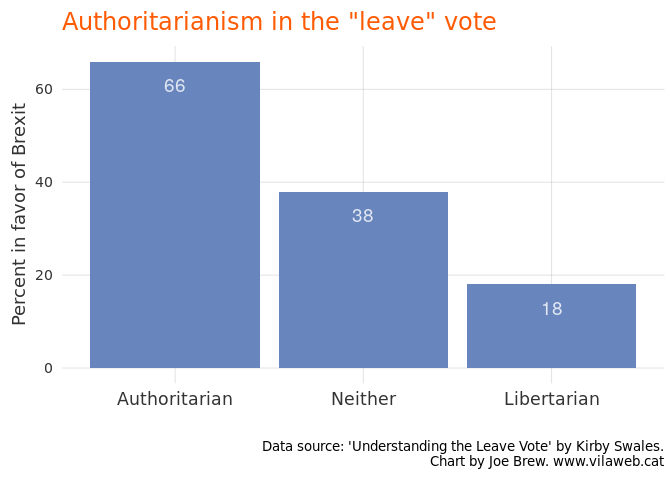 Authoritarianism in the "leave" vote
Percent in favor of Brexit
60
40
20
0
66
38
18
Authoritarian
Neither
Libertarian
Data source: 'Understanding the Leave Vote' by Kirby Swales.
Chart by Joe Brew. www.vilaweb.cat